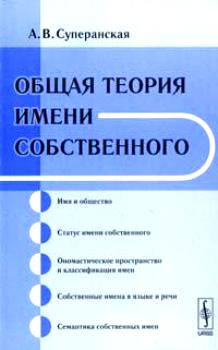 А. В. Суперанская
ОБЩАЯ ТЕОРИЯ
ИМЕНИ
СОБСТВЕННОГО
Имя и общество
Статус имени собственного
Ономастическое пространство
и классификация имен
Собственные имена в языке и речи
Семантика собственных имен
URSS